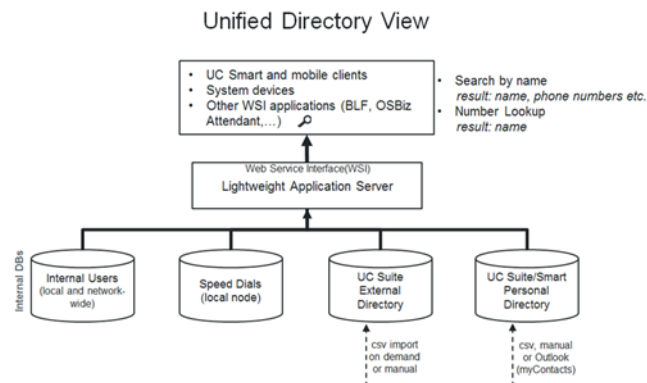 Unified Directory View
• UC Smart and mobile clients
• System devices
• Other WSI applications (BLF, OSBiz
Attendant,…)
• Search by name
result: name, phone numbers etc.
• Number Lookup
result: name
Web Service Interface(WSI)
Lightweight Application Server
Internal DBs
Internal Users
(local and network-
wide)
Speed Dials
(local node)
UC Suite
External
Directory
UC Suite/Smart
Personal
Directory
csv import
on demand
or manual
csv, manual
or Outlook
(myContacts)